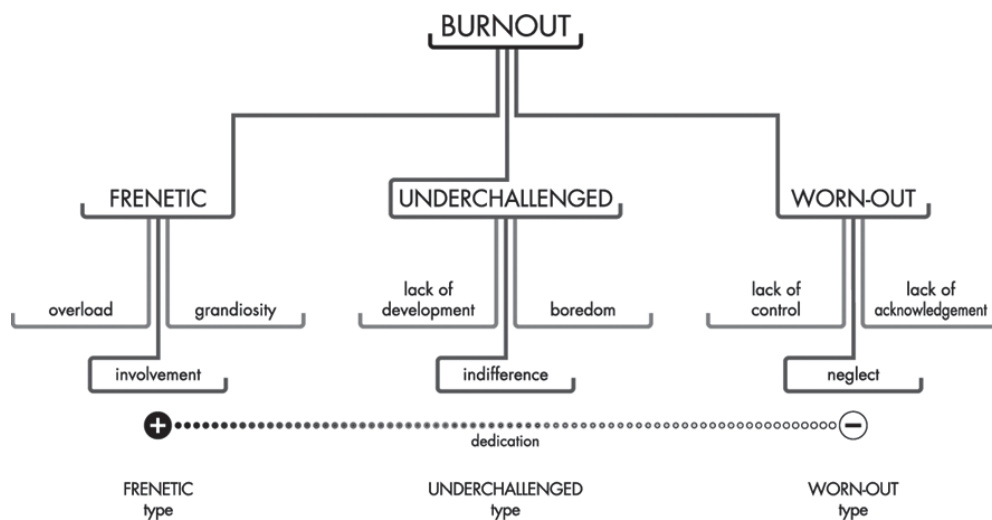 BURNOUT
FRENETIC
UNDERCHALLENGED
WORN-OUT
overload
grandiosity
lack of
development
boredom
lack of
control
lack of
acknowledgement
involvement
indifference
neglect
+
−
dedication
FRENETIC
type
UNDERCHALLENGED
type
WORN-OUT
type